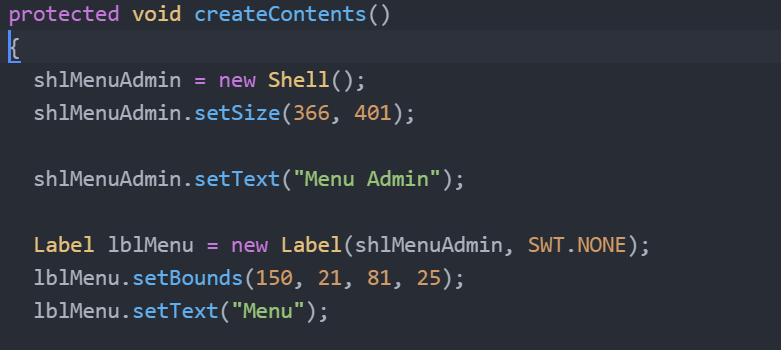 protected void createContents()
{
shlMenuAdmin = new Shell();
shlMenuAdmin.setSize(366, 401);
shlMenuAdmin.setText("Menu Admin");
Label lblMenu = new Label(shlMenuAdmin, SWT.NONE);
lblMenu.setBounds(150, 21, 81, 25);
lblMenu.setText("Menu");